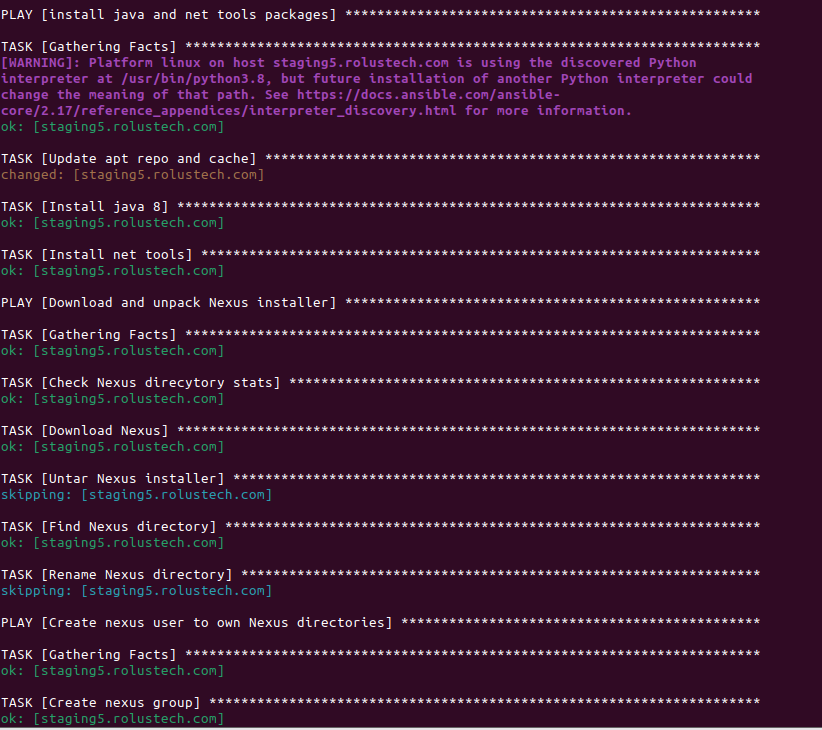 PLAY [install java and net tools packages] ****************************************************
TASK [Gathering Facts] ************************************************************************
[WARNING]: Platform linux on host staging5.rolustech.com is using the discovered Python
interpreter at /usr/bin/python3.8, but future installation of another Python interpreter could
change the meaning of that path. See https://docs.ansible.com/ansible-
core/2.17/reference_appendices/interpreter_discovery.html for more information.
ok: [staging5.rolustech.com]
TASK [Update apt repo and cache] **************************************************************
changed: [staging5.rolustech.com]
TASK [Install java 8] *************************************************************************
ok: [staging5.rolustech.com]
TASK [Install net tools] **********************************************************************
ok: [staging5.rolustech.com]
PLAY [Download and unpack Nexus installer] ****************************************************
TASK [Gathering Facts] ************************************************************************
ok: [staging5.rolustech.com]
TASK [Check Nexus direcytory stats] ***********************************************************
ok: [staging5.rolustech.com]
TASK [Download Nexus] *************************************************************************
ok: [staging5.rolustech.com]
TASK [Untar Nexus installer] ******************************************************************
skipping: [staging5.rolustech.com]
TASK [Find Nexus directory] *******************************************************************
ok: [staging5.rolustech.com]
TASK [Rename Nexus directory] *****************************************************************
skipping: [staging5.rolustech.com]
PLAY [Create nexus user to own Nexus directories] *********************************************
TASK [Gathering Facts] ************************************************************************
ok: [staging5.rolustech.com]
TASK [Create nexus group] *********************************************************************
ok: [staging5.rolustech.com]